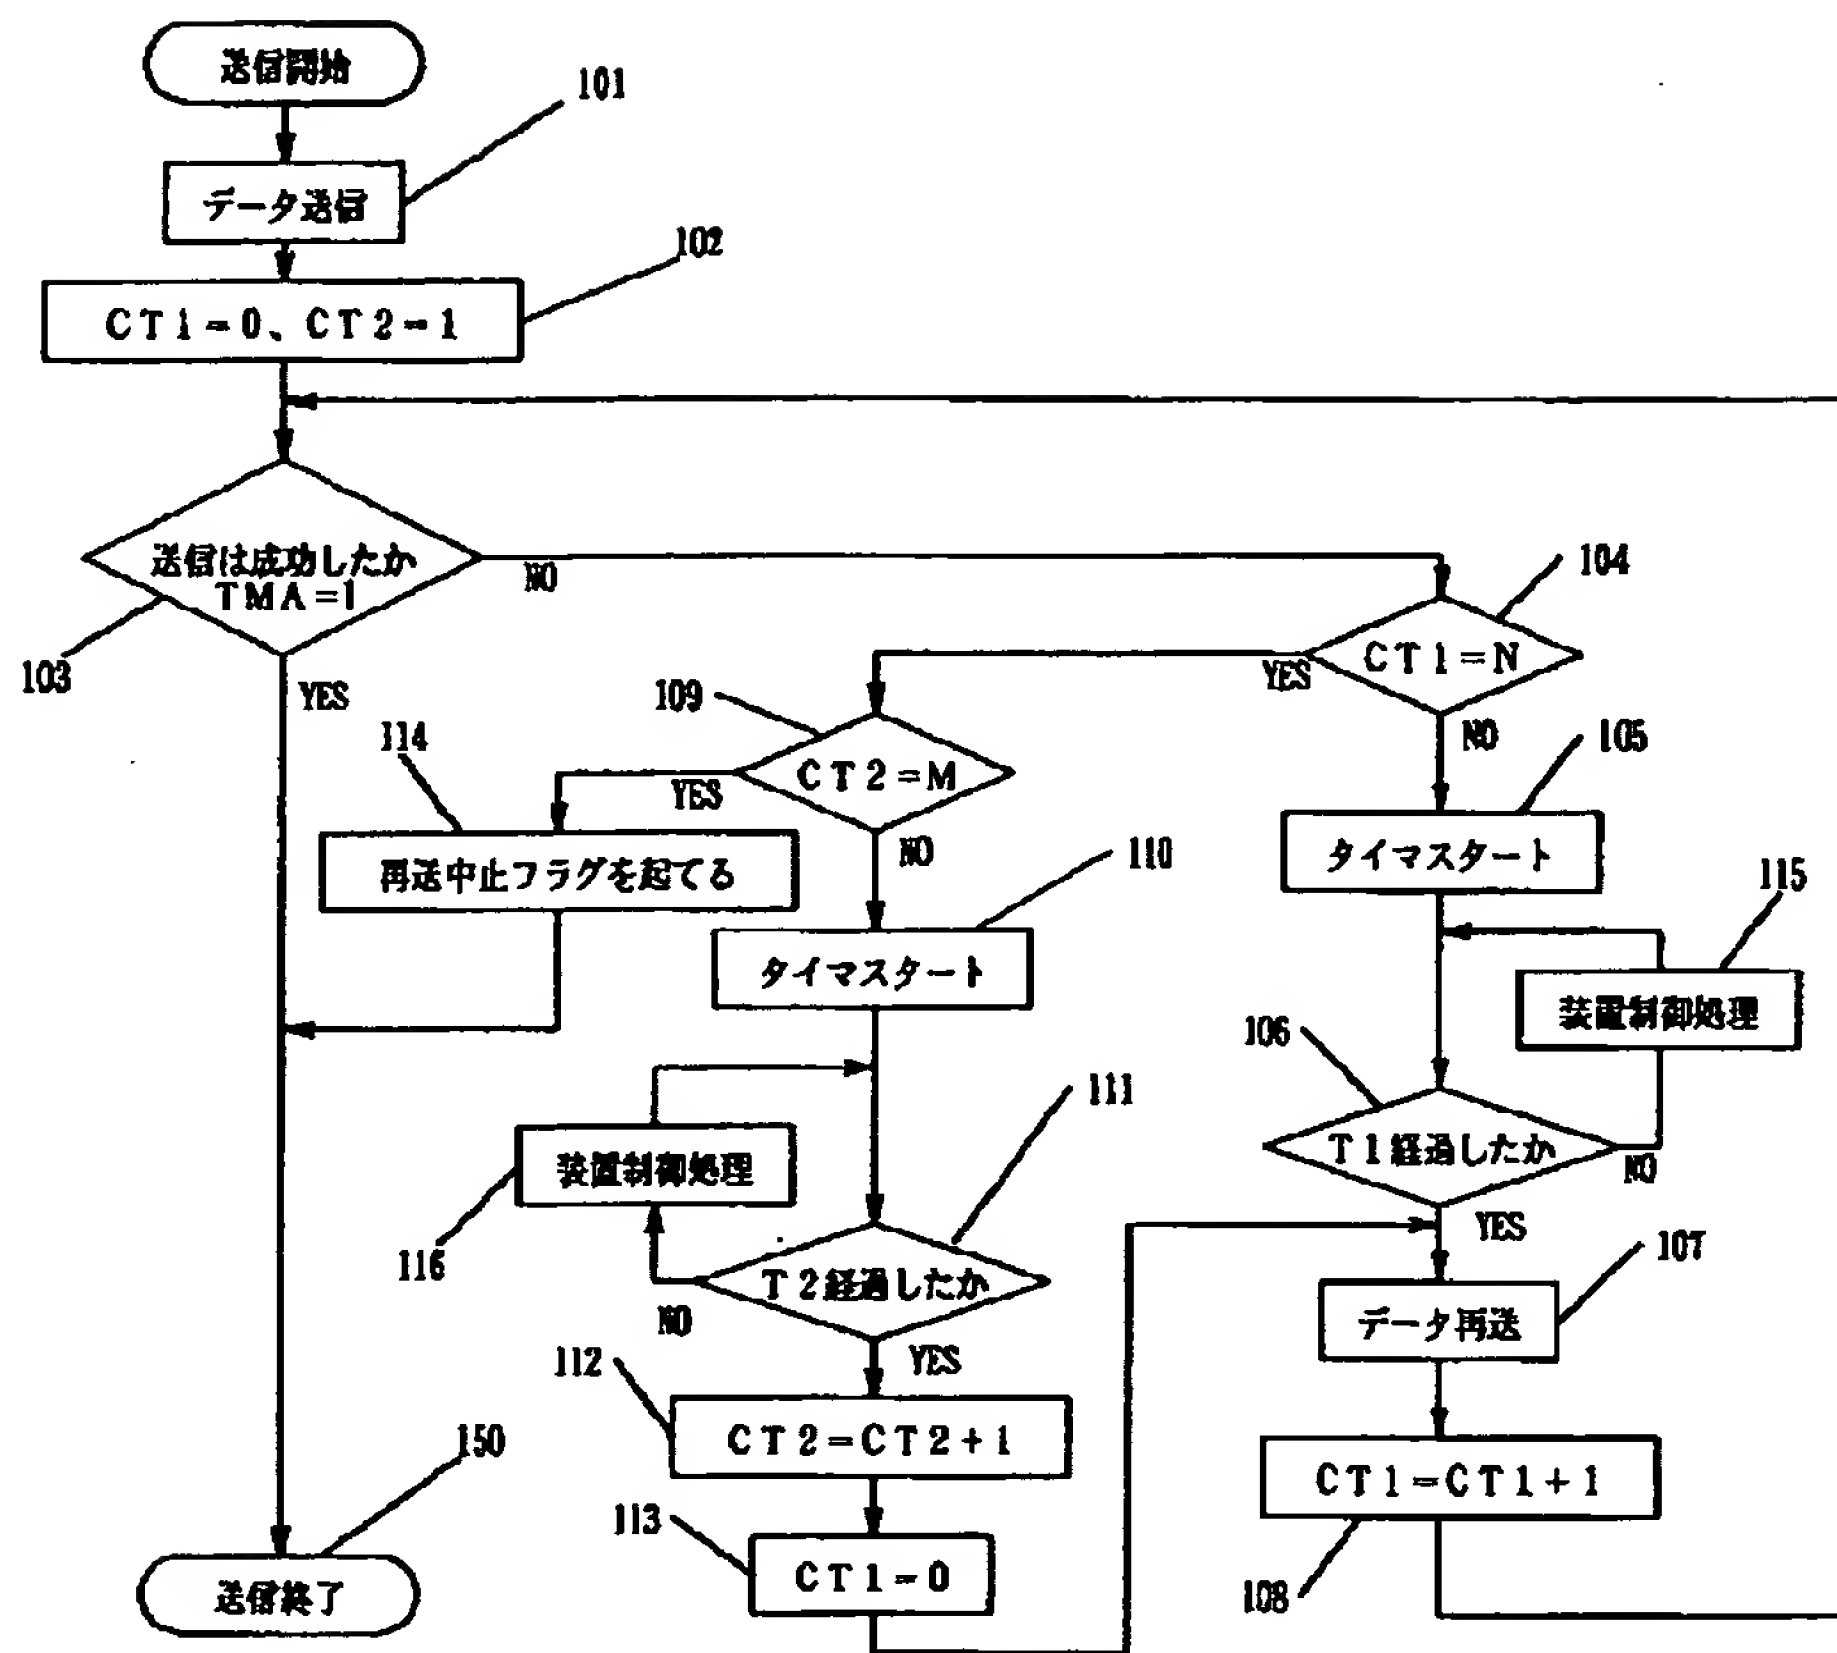 送信開始
101
データ送信
102
CT1=0、CT2=1
送信は成功したか
TMA=1
103
NO
YES
104
CT1=N
YES
NO
109
CT2=M
YES
NO
114
再送中止フラグを起てる
105
タイマスタート
110
タイマスタート
115
装置制御処理
106
T1経過したか
NO
YES
111
116
装置制御処理
T2経過したか
NO
YES
107
データ再送
112
CT2=CT2+1
CT1=CT1+1
108
113
CT1=0
150
送信終了